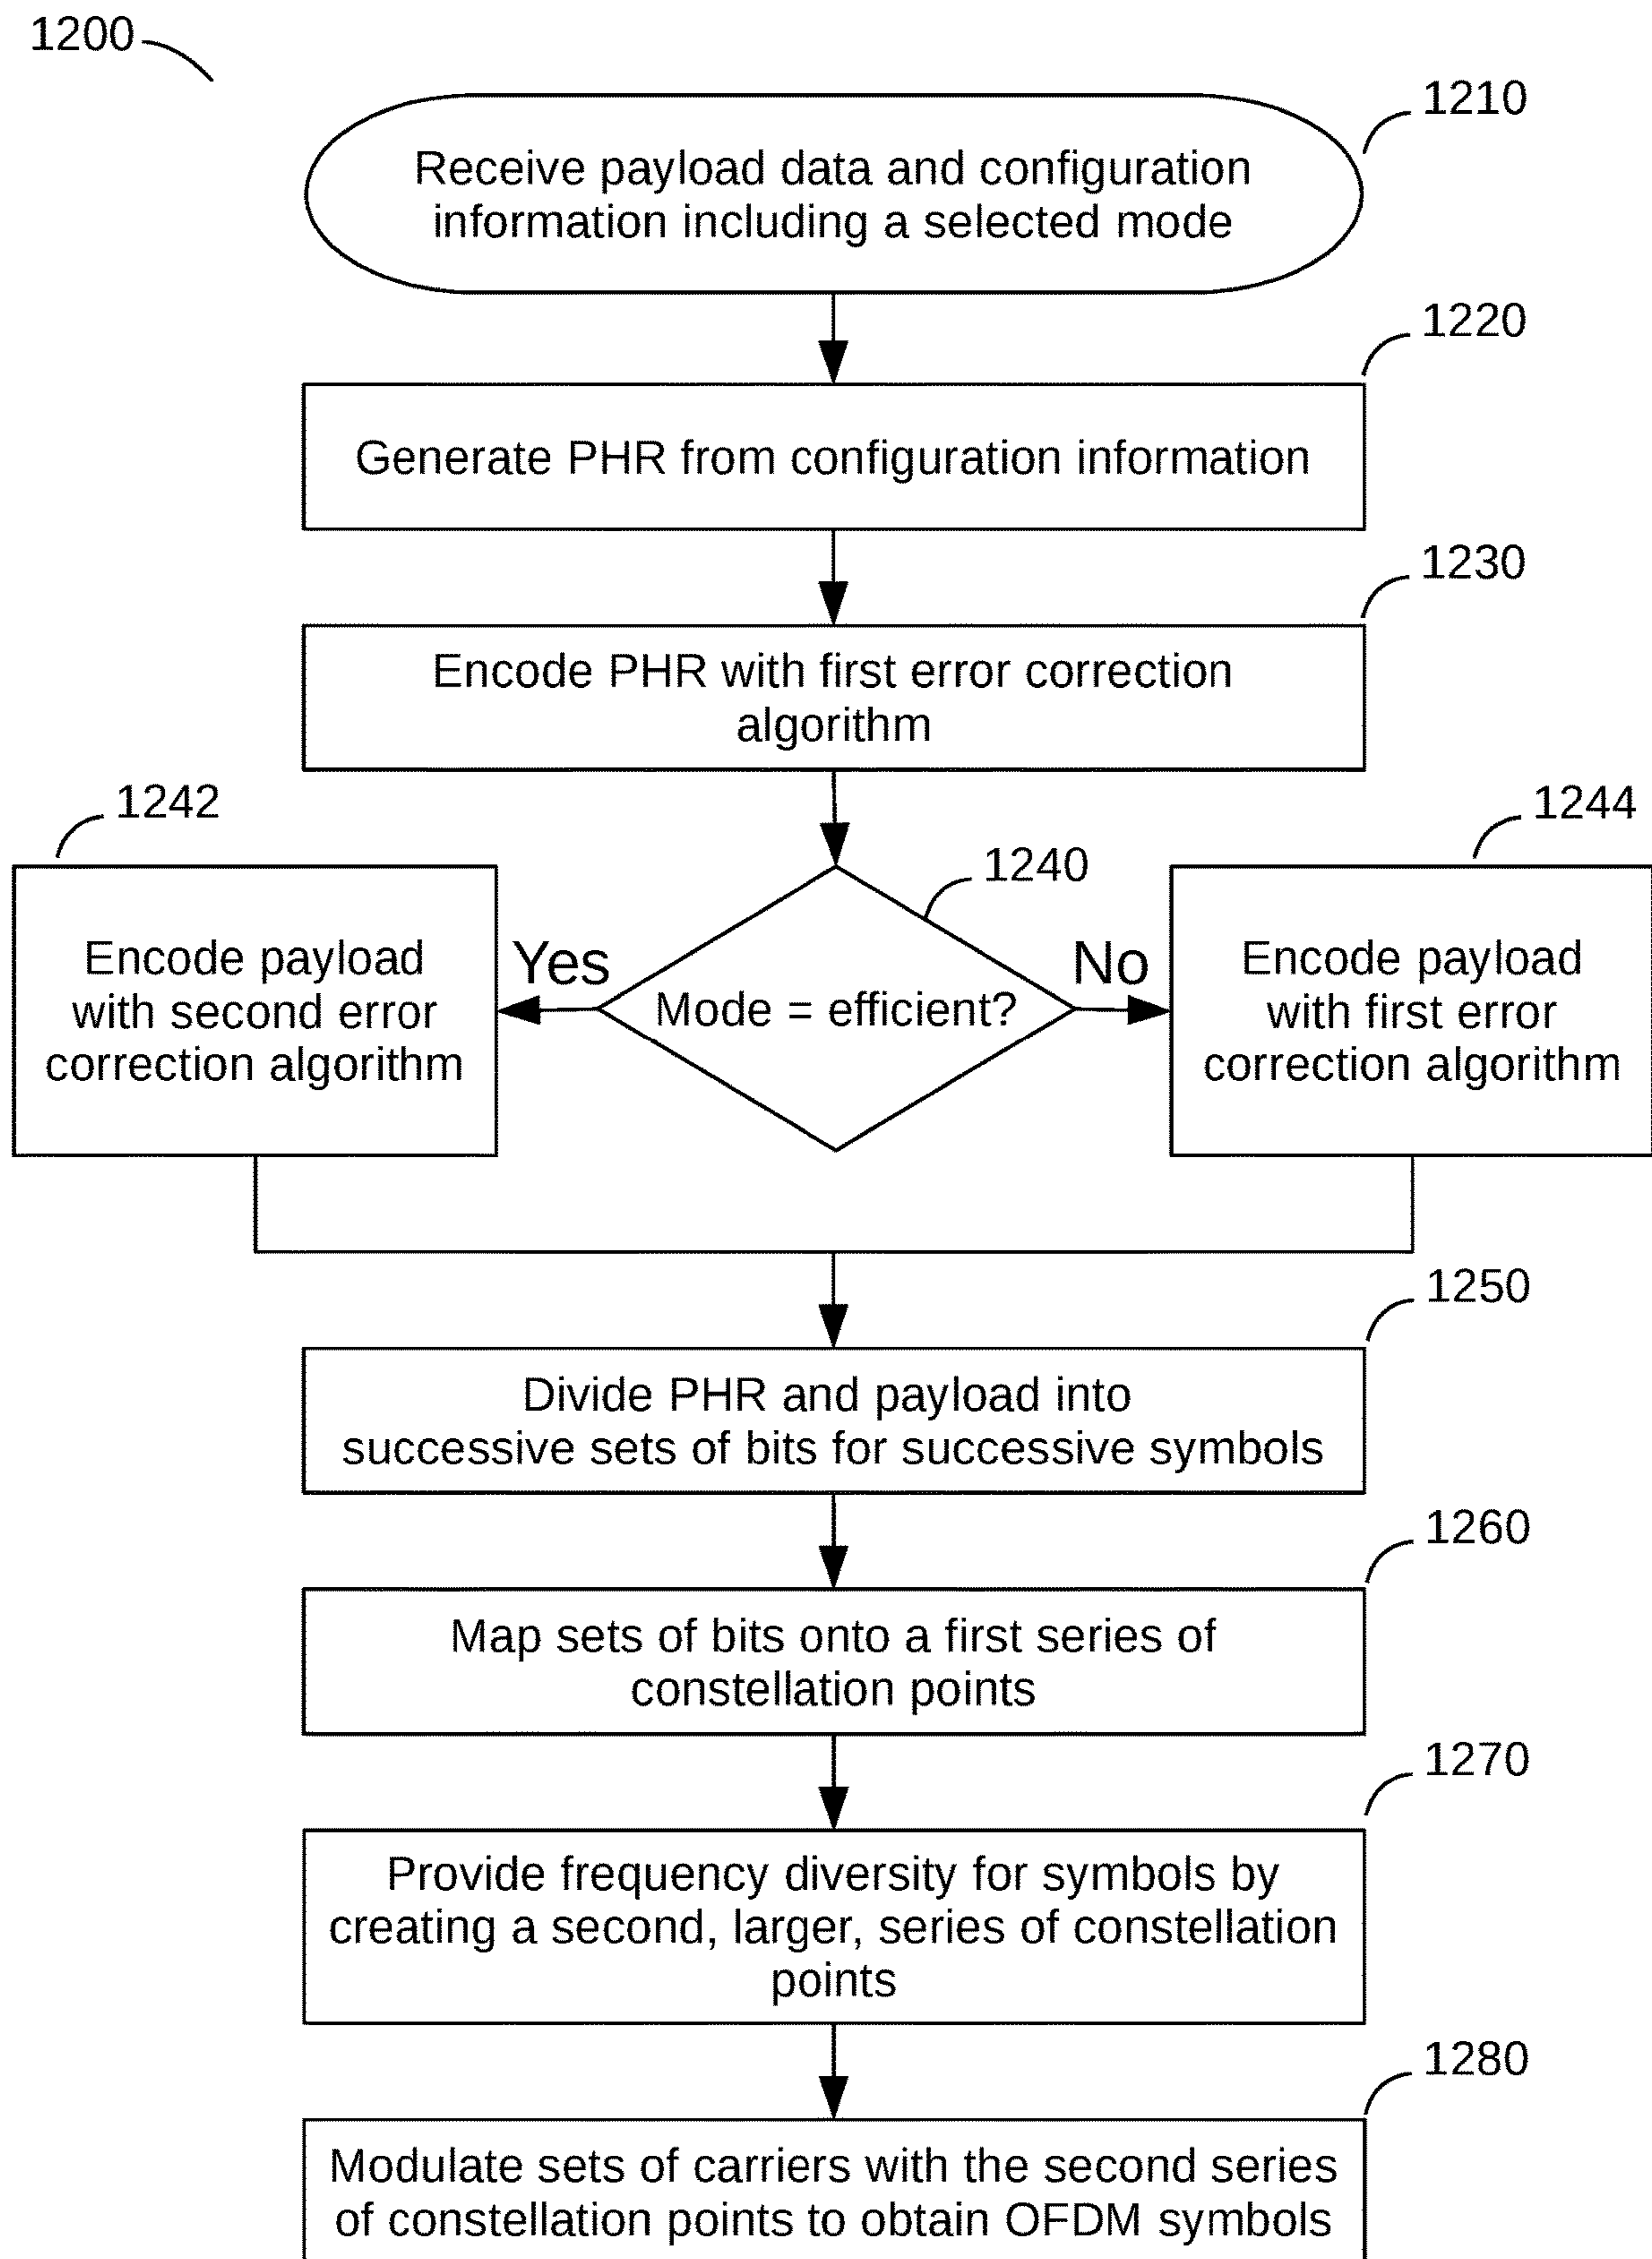 1200
1210
Receive payload data and configuration
information including a selected mode
1220
Generate PHR from configuration information
1230
Encode PHR with first error correction
algorithm
1242
1244
1240
Encode payload
with second error
correction algorithm
Yes
Mode = efficient?
No
Encode payload
with first error
correction algorithm
1250
Divide PHR and payload into
successive sets of bits for successive symbols
1260
Map sets of bits onto a first series of
constellation points
1270
Provide frequency diversity for symbols by
creating a second, larger, series of constellation
points
1280
Modulate sets of carriers with the second series
of constellation points to obtain OFDM symbols